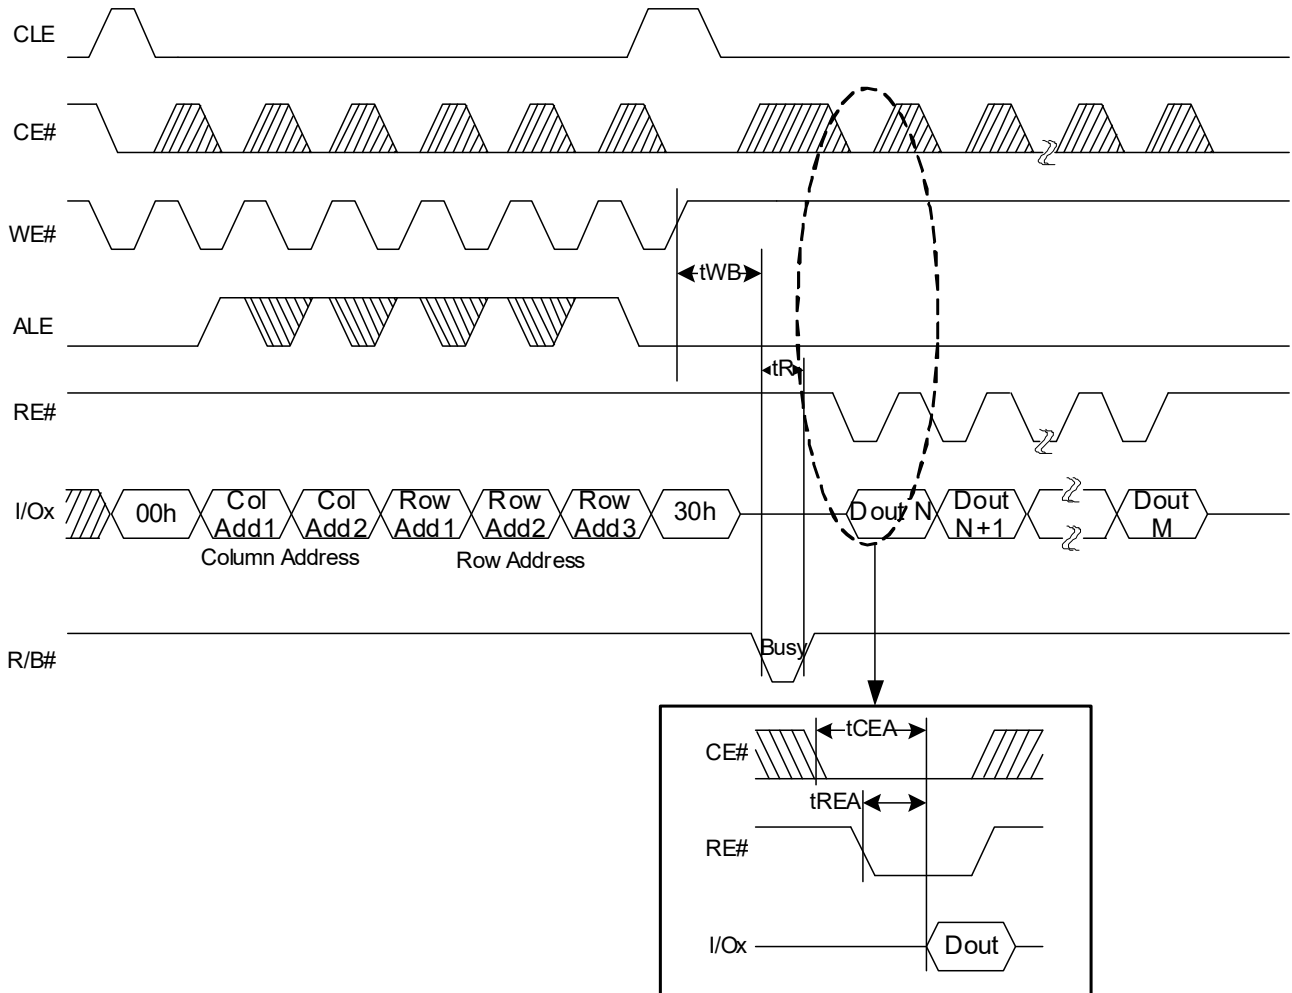 CLE
CE#
WE#
tWB
ALE
tR
RE#
I/Ox
00h
Col Add1
Col Add2
Row Add1
Row Add2
Row Add3
30h
Dout N
Dout N+1
Dout M
Column Address
Row Address
R/B#
Busy
tCEA
CE#
tREA
RE#
I/Ox
Dout